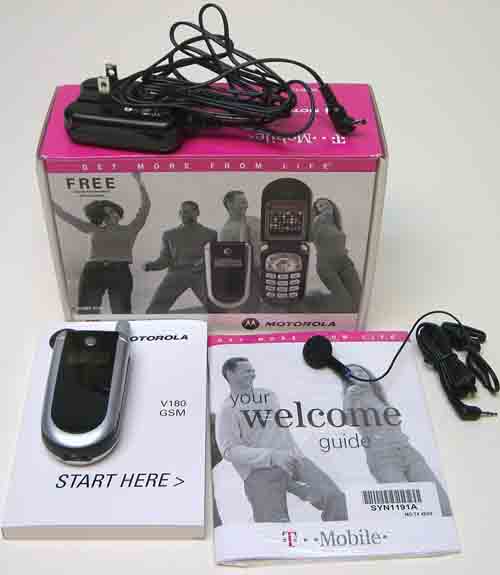 T··Mobile
GET MORE FROM LIFE
FREE
MOTOROLA
MOTOROLA
V180
GSM
START HERE >
GET MORE FROM LIFE
your
welcome
guide
SYN1191A
T··Mobile·